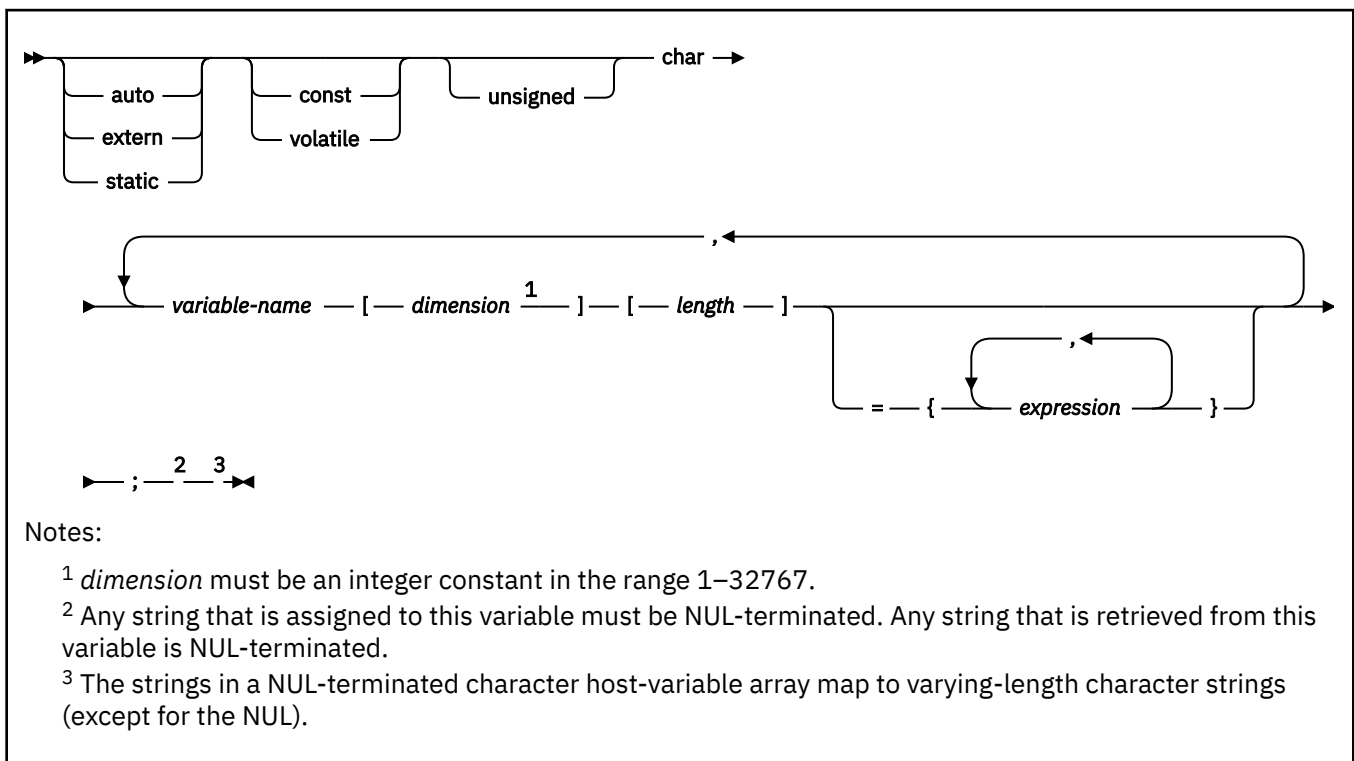 char
auto const unsigned
extern volatile
static
,
variable-name [ dimension 1 ] [ length ]
,
= { expression }
; 2 3
Notes:
1 dimension must be an integer constant in the range 1–32767.
2 Any string that is assigned to this variable must be NUL-terminated. Any string that is retrieved from this
variable is NUL-terminated.
3 The strings in a NUL-terminated character host-variable array map to varying-length character strings
(except for the NUL).